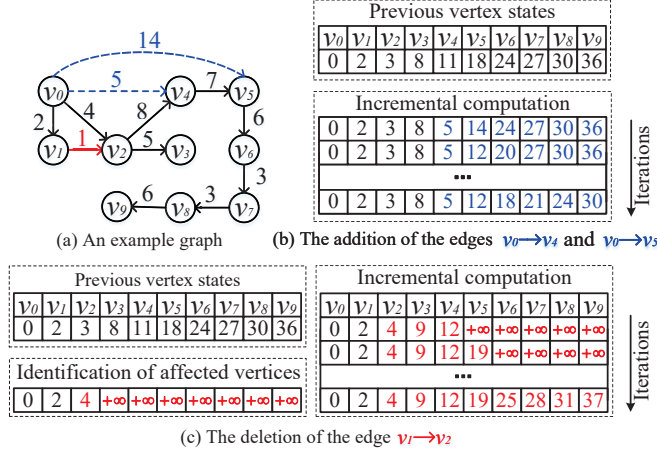 14
5
7
v0 v4 v5
4
8
6
2
1
5
v1 v2 v3 v6
3
6
3
v9 v8 v7
(a) An example graph
Previous vertex states
v0 v1 v2 v3 v4 v5 v6 v7 v8 v9
0 2 3 8 11 18 24 27 30 36
Incremental computation
0 2 3 8 5 14 24 27 30 36
0 2 3 8 5 12 20 27 30 36
...
0 2 3 8 5 12 18 21 24 30
Iterations
(b) The addition of the edges v0→v4 and v0→v5
Previous vertex states
v0 v1 v2 v3 v4 v5 v6 v7 v8 v9
0 2 3 8 11 18 24 27 30 36
Identification of affected vertices
0 2 4 +∞ +∞ +∞ +∞ +∞ +∞ +∞
Incremental computation
v0 v1 v2 v3 v4 v5 v6 v7 v8 v9
0 2 4 9 12 +∞ +∞ +∞ +∞ +∞
0 2 4 9 12 19 +∞ +∞ +∞ +∞
...
0 2 4 9 12 19 25 28 31 37
Iterations
(c) The deletion of the edge v1→v2